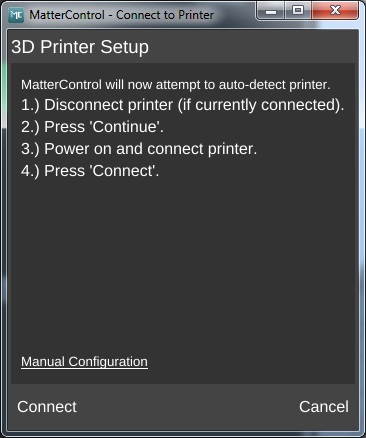 MatterControl - Connect to Printer
3D Printer Setup
MatterControl will now attempt to auto-detect printer.
1.) Disconnect printer (if currently connected).
2.) Press 'Continue'.
3.) Power on and connect printer.
4.) Press 'Connect'.
Manual Configuration
Connect Cancel